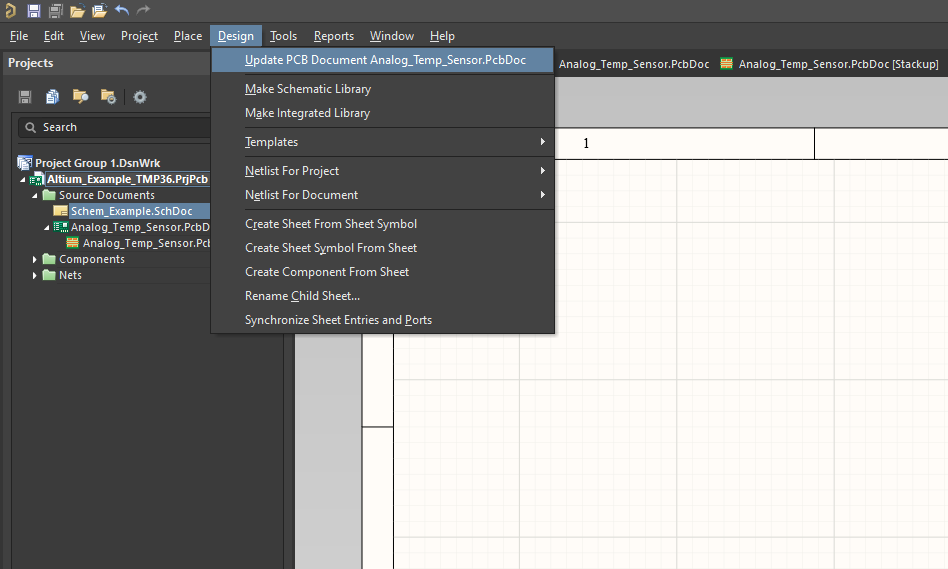 File Edit View Project Place Design Tools Reports Window Help
Projects
Update PCB Document Analog_Temp_Sensor.PcbDoc
Analog_Temp_Sensor.PcbDoc
Analog_Temp_Sensor.PcbDoc [Stackup]
Make Schematic Library
Make Integrated Library
Templates
Netlist For Project
Netlist For Document
Create Sheet From Sheet Symbol
Create Sheet Symbol From Sheet
Create Component From Sheet
Rename Child Sheet...
Synchronize Sheet Entries and Ports
Search
Project Group 1.DsnWrk
Altium_Example_TMP36.PrjPcb
Source Documents
Schem_Example.SchDoc
Analog_Temp_Sensor.PcbD
Analog_Temp_Sensor.Pcb
Components
Nets
1